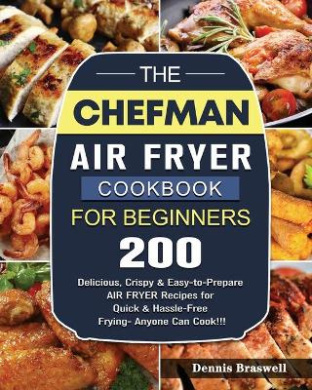 THE
CHEFMAN
AIR FRYER
COOKBOOK
FOR BEGINNERS
200
Delicious, Crispy & Easy-to-Prepare
AIR FRYER Recipes for
Quick & Hassle-Free
Frying- Anyone Can Cook!!!
Dennis Braswell